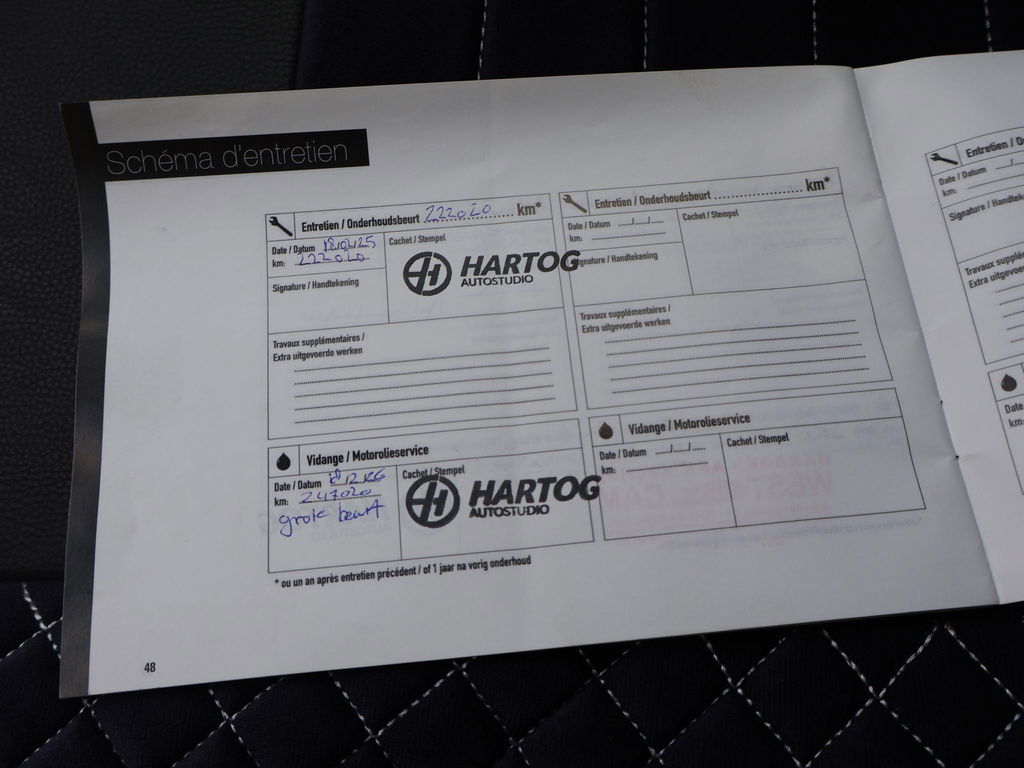 Schéma d'entretien
Entretien / Onderhoudsbeurt 222020 km*
Date / Datum
km: 222020
Cachet / Stempel
HARTOG
AUTOSTUDIO
Signature / Handtekening
Travaux supplémentaires /
Extra uitgevoerde werken
Vidange / Motorolieservice
Date / Datum
km: 247020
grote beurt
Cachet / Stempel
HARTOG
AUTOSTUDIO
Entretien / Onderhoudsbeurt km*
Date / Datum
km:
Cachet / Stempel
Signature / Handtekening
Travaux supplémentaires /
Extra uitgevoerde werken
Vidange / Motorolieservice
Date / Datum
km:
Cachet / Stempel
* ou un an après entretien précédent / of 1 jaar na vorig onderhoud
48
Entretien / O
Date / Datum
km:
Signature / Handteke
Travaux supplé
Extra uitgevoe
Date
km: